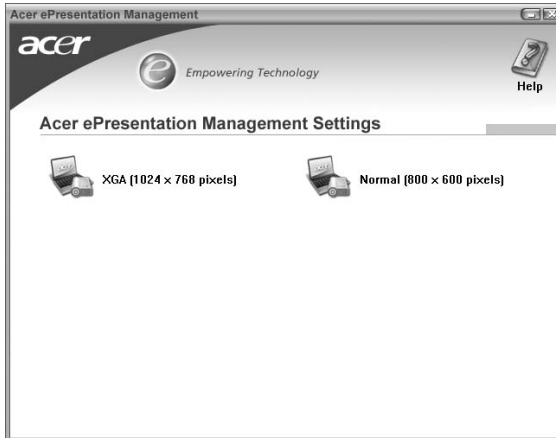 Acer ePresentation Management
acer
e Empowering Technology
Help
Acer ePresentation Management Settings
XGA (1024 x 768 pixels)
Normal (800 x 600 pixels)